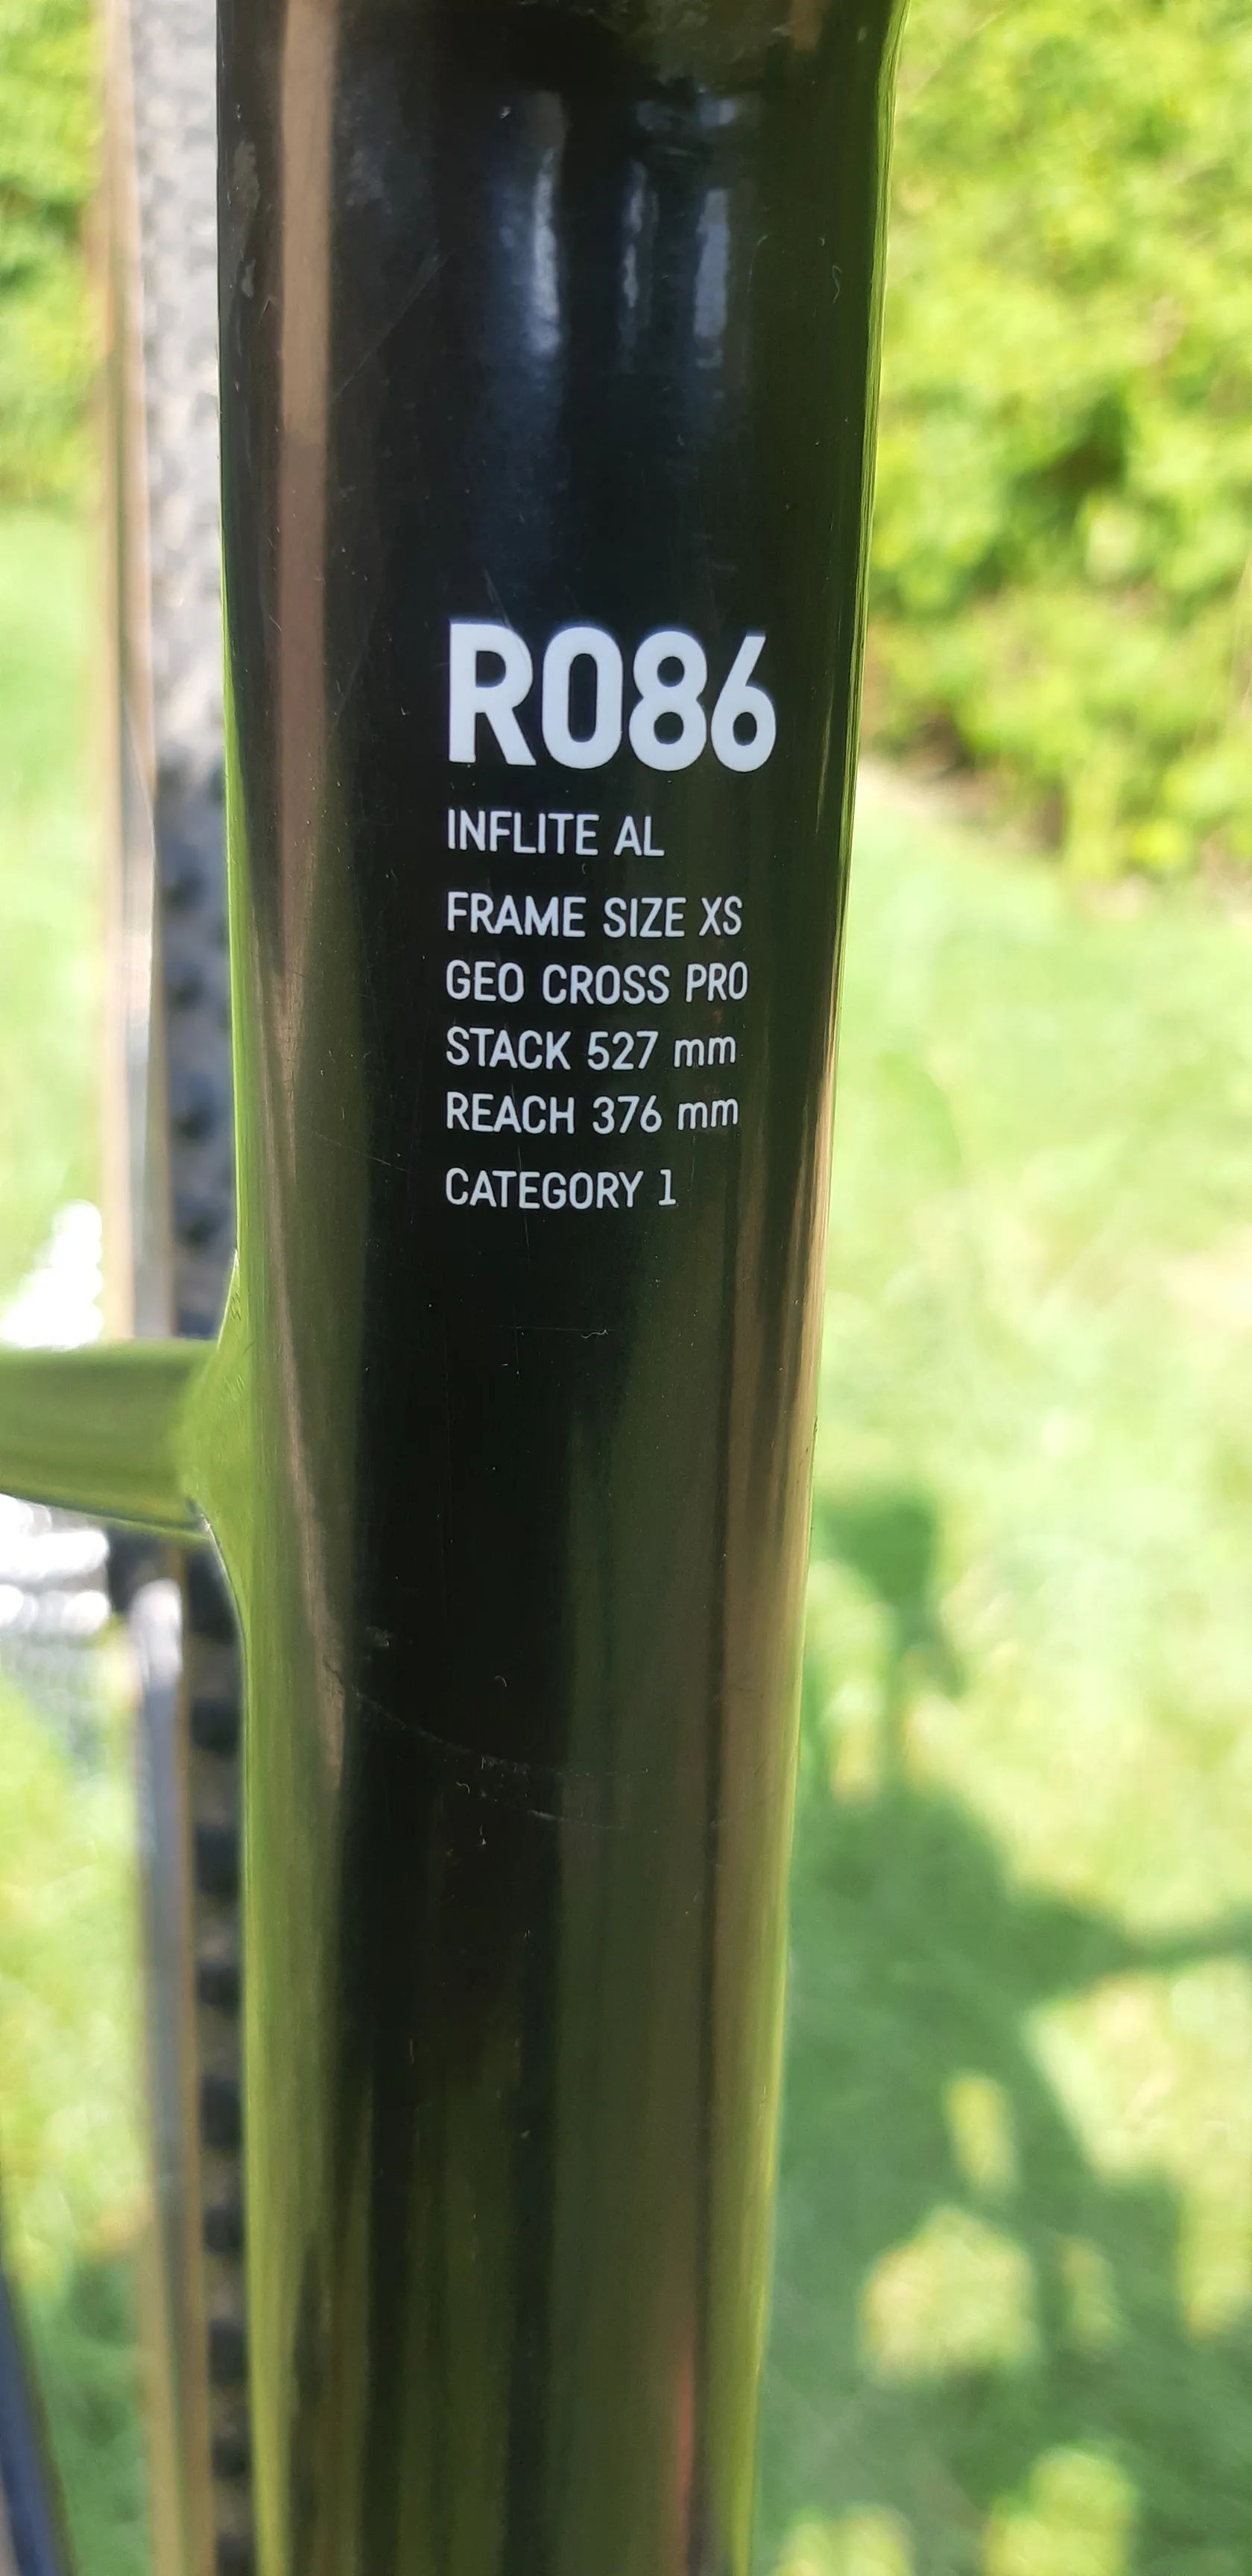 R086
INFLITE AL
FRAME SIZE XS
GEO CROSS PRO
STACK 527 mm
REACH 376 mm
CATEGORY 1